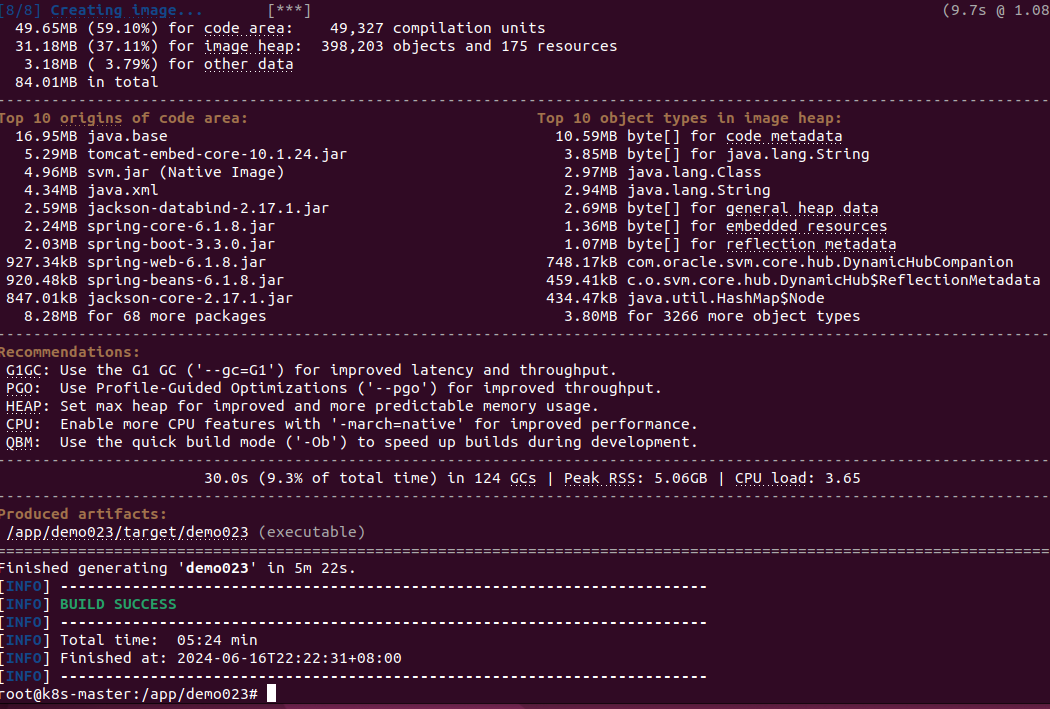 [8/8] Creating image...       [***]                                                                       (9.7s @ 1.08
  49.65MB (59.10%) for code area:    49,327 compilation units
  31.18MB (37.11%) for image heap:  398,203 objects and 175 resources
   3.18MB ( 3.79%) for other data
  84.01MB in total
------------------------------------------------------------------------------------------------------------------------
Top 10 origins of code area:                                Top 10 object types in image heap:
  16.95MB java.base                                           10.59MB byte[] for code metadata
   5.29MB tomcat-embed-core-10.1.24.jar                        3.85MB byte[] for java.lang.String
   4.96MB svm.jar (Native Image)                               2.97MB java.lang.Class
   4.34MB java.xml                                             2.94MB java.lang.String
   2.59MB jackson-databind-2.17.1.jar                          2.69MB byte[] for general heap data
   2.24MB spring-core-6.1.8.jar                                1.36MB byte[] for embedded resources
   2.03MB spring-boot-3.3.0.jar                                1.07MB byte[] for reflection metadata
 927.34kB spring-web-6.1.8.jar                               748.17kB com.oracle.svm.core.hub.DynamicHubCompanion
 920.48kB spring-beans-6.1.8.jar                             459.41kB c.o.svm.core.hub.DynamicHub$ReflectionMetadata
 847.01kB jackson-core-2.17.1.jar                            434.47kB java.util.HashMap$Node
   8.28MB for 68 more packages                                 3.80MB for 3266 more object types
------------------------------------------------------------------------------------------------------------------------
Recommendations:
 G1GC: Use the G1 GC ('--gc=G1') for improved latency and throughput.
 PGO:  Use Profile-Guided Optimizations ('--pgo') for improved throughput.
 HEAP: Set max heap for improved and more predictable memory usage.
 CPU:  Enable more CPU features with '-march=native' for improved performance.
 QBM:  Use the quick build mode ('-Ob') to speed up builds during development.
------------------------------------------------------------------------------------------------------------------------
                       30.0s (9.3% of total time) in 124 GCs | Peak RSS: 5.06GB | CPU load: 3.65
------------------------------------------------------------------------------------------------------------------------
Produced artifacts:
 /app/demo023/target/demo023 (executable)
========================================================================================================================
Finished generating 'demo023' in 5m 22s.
[INFO] ------------------------------------------------------------------------
[INFO] BUILD SUCCESS
[INFO] ------------------------------------------------------------------------
[INFO] Total time:  05:24 min
[INFO] Finished at: 2024-06-16T22:22:31+08:00
[INFO] ------------------------------------------------------------------------
root@k8s-master:/app/demo023#